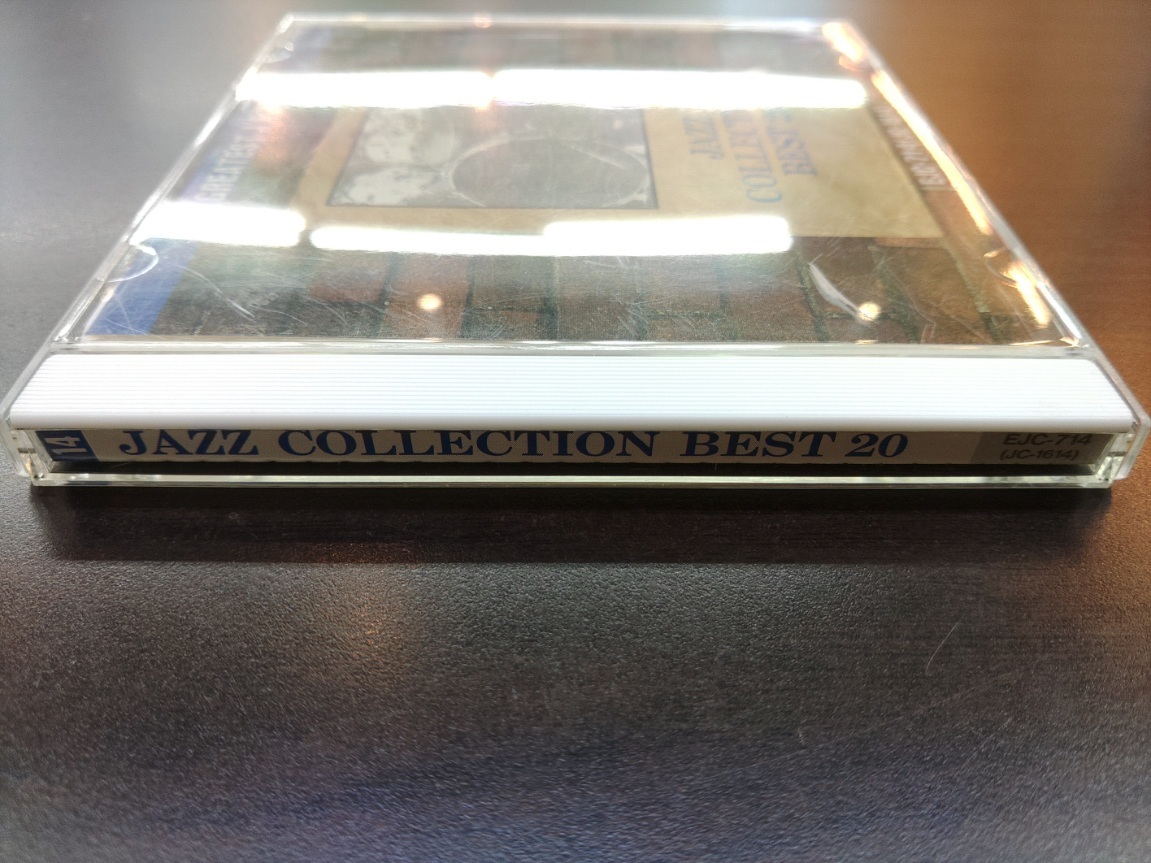 JAZZ
COLLECTION
BEST
14
JAZZ COLLECTION BEST 20
EJC-714
(JC-1614)